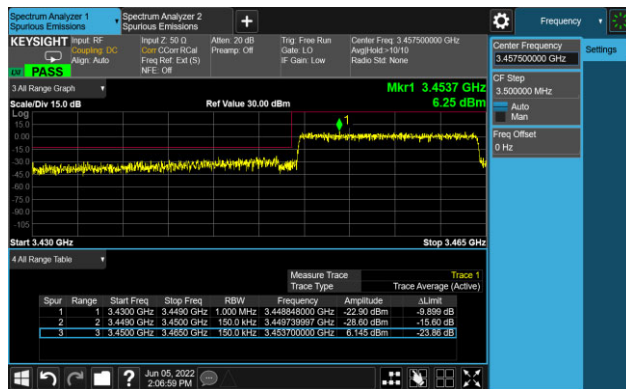 Spectrum Analyzer 1
Spurious Emissions
Spectrum Analyzer 2
Spurious Emissions
+
Frequency
KEYSIGHT
Input: RF
Coupling: DC
Align: Auto
Input Z: 50 Ω
Corr CCorr RCal
Freq Ref: Ext (S)
NFE: Off
Atten: 20 dB
Preamp: Off
Trig: Free Run
Gate: LO
IF Gain: Low
Center Freq: 3.457500000 GHz
Avg|Hold:>10/10
Radio Std: None
LV PASS
Center Frequency
3.457500000 GHz
Settings
CF Step
3.500000 MHz
Auto
Man
Freq Offset
0 Hz
3 All Range Graph
Mkr1 3.4537 GHz
Scale/Div 15.0 dB
Ref Value 30.00 dBm
6.25 dBm
Log
15.0
0.00
-15.0
-30.0
-45.0
-60.0
-75.0
-90.0
-105
1
Start 3.430 GHz
Stop 3.465 GHz
4 All Range Table
Measure Trace Trace 1
Trace Type Trace Average (Active)
Spur Range Start Freq Stop Freq RBW Frequency Amplitude ΔLimit
1 1 3.4300 GHz 3.4490 GHz 1.000 MHz 3.448848000 GHz -22.90 dBm -9.899 dB
2 2 3.4490 GHz 3.4500 GHz 150.0 kHz 3.449739997 GHz -28.60 dBm -15.60 dB
3 3 3.4500 GHz 3.4650 GHz 150.0 kHz 3.453700000 GHz 6.145 dBm -23.86 dB
?
Jun 05, 2022
2:06:59 PM